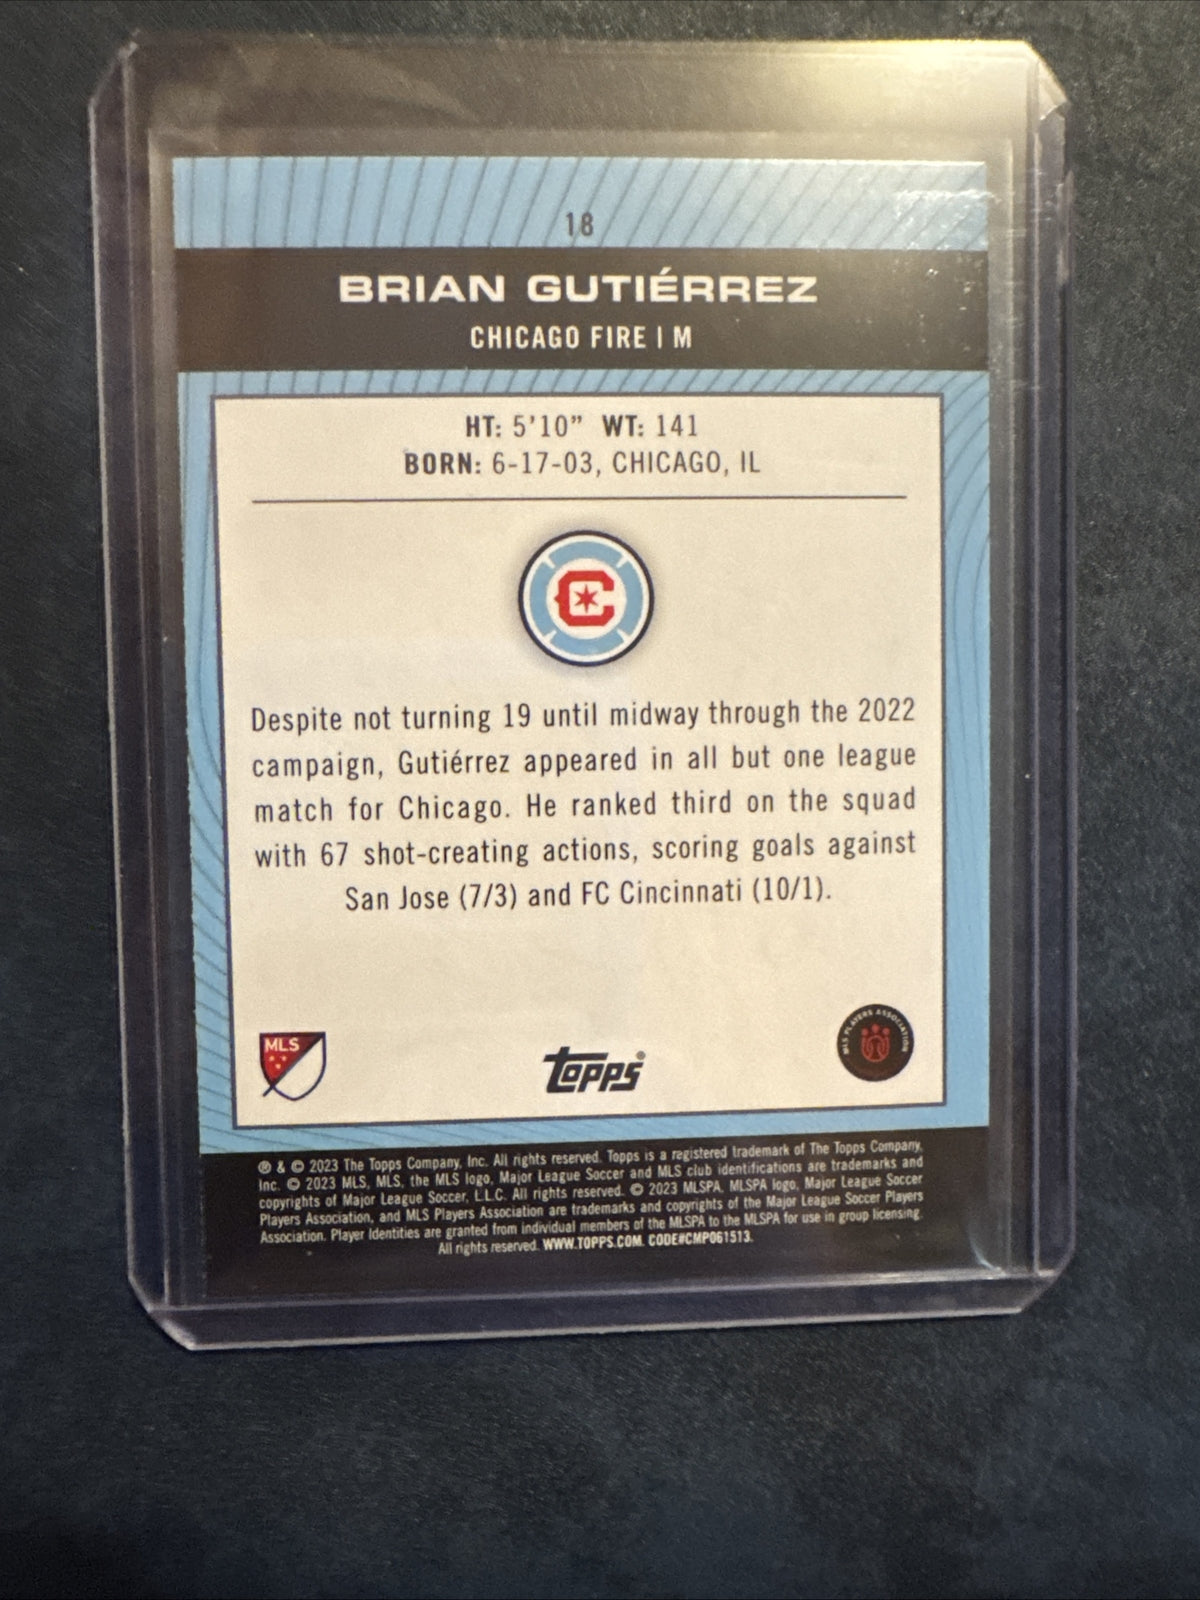 18
BRIAN GUTIÉRREZ
CHICAGO FIRE | M
HT: 5'10" WT: 141
BORN: 6-17-03, CHICAGO, IL
C
Despite not turning 19 until midway through the 2022
campaign, Gutiérrez appeared in all but one league
match for Chicago. He ranked third on the squad
with 67 shot-creating actions, scoring goals against
San Jose (7/3) and FC Cincinnati (10/1).
MLS
Topps®
MLS PLAYERS ASSOCIATION
® & © 2023 The Topps Company, Inc. All rights reserved. Topps is a registered trademark of The Topps Company,
Inc. © 2023 MLS, MLS, the MLS logo, Major League Soccer and MLS club identifications are trademarks and
copyrights of Major League Soccer, L.L.C. All rights reserved. © 2023 MLSPA, MLSPA logo, Major League Soccer
Players Association, and MLS Players Association are trademarks and copyrights of the Major League Soccer Players
Association. Player Identities are granted from individual members of the MLSPA to the MLSPA for use in group licensing.
All rights reserved. WWW.TOPPS.COM. CODE#CMP061513.